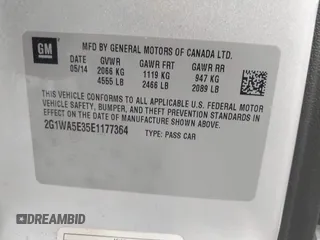 GM
MFD BY GENERAL MOTORS OF CANADA LTD.
DATE GVWR GAWR FRT GAWR RR
05/14 2066 KG 1119 KG 947 KG
4555 LB 2466 LB 2089 LB
THIS VEHICLE CONFORMS TO ALL APPLICABLE U.S. FEDERAL MOTOR
VEHICLE SAFETY, BUMPER, AND THEFT PREVENTION STANDARDS IN
EFFECT ON THE DATE OF MANUFACTURE SHOWN ABOVE.
2G1WA5E35E1177364 TYPE: PASS CAR
DREAMBID